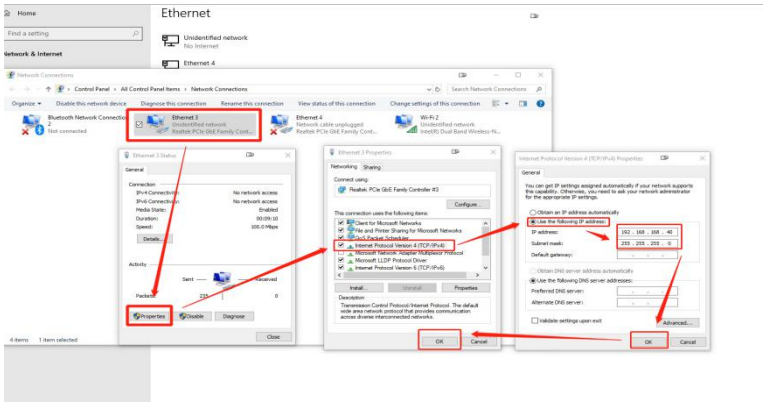 Home
Ethernet
Find a setting
Unidentified network
No Internet
Network & Internet
Ethernet 4
Network Connections
Control Panel › All Control Panel Items › Network Connections
Search Network Connections
Organize
Disable this network device
Diagnose this connection
Rename this connection
View status of this connection
Change settings of this connection
Bluetooth Network Connection
2
Not connected
Ethernet 3
Unidentified network
Realtek PCIe GbE Family Cont...
Ethernet 4
Network cable unplugged
Realtek PCIe GbE Family Cont...
Wi-Fi 2
Unidentified network
Intel(R) Dual Band Wireless-N...
Ethernet 3 Status
General
Connection
IPv4 Connectivity: No network access
IPv6 Connectivity: No network access
Media State: Enabled
Duration: 00:09:10
Speed: 100.0 Mbps
Details...
Activity
Sent
Received
Packets: 235 0
Properties
Disable
Diagnose
Close
4 items
1 item selected
Ethernet 3 Properties
Networking Sharing
Connect using:
Realtek PCIe GbE Family Controller #3
Configure...
This connection uses the following items:
Client for Microsoft Networks
File and Printer Sharing for Microsoft Networks
QoS Packet Scheduler
Internet Protocol Version 4 (TCP/IPv4)
Microsoft Network Adapter Multiplexor Protocol
Microsoft LLDP Protocol Driver
Internet Protocol Version 6 (TCP/IPv6)
Install...
Uninstall
Properties
Description
Transmission Control Protocol/Internet Protocol. The default
wide area network protocol that provides communication
across diverse interconnected networks.
OK
Cancel
Internet Protocol Version 4 (TCP/IPv4) Properties
General
You can get IP settings assigned automatically if your network supports
this capability. Otherwise, you need to ask your network administrator
for the appropriate IP settings.
Obtain an IP address automatically
Use the following IP address:
IP address: 192 . 168 . 168 . 40
Subnet mask: 255 . 255 . 255 . 0
Default gateway: . . .
Obtain DNS server address automatically
Use the following DNS server addresses:
Preferred DNS server: . . .
Alternate DNS server: . . .
Validate settings upon exit
Advanced...
OK
Cancel